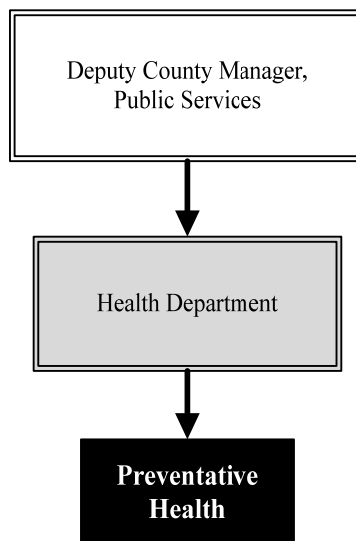 Deputy County Manager,
Public Services
Health Department
Preventative
Health